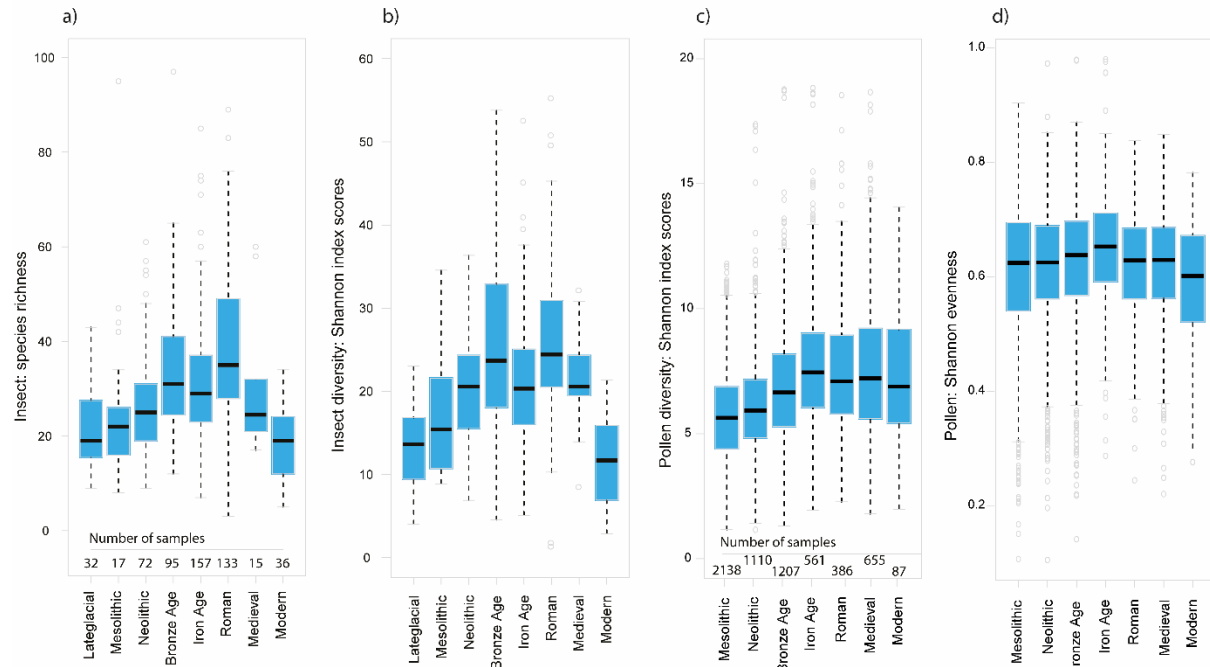 a)
Insect: species richness
100
80
60
40
20
0
Number of samples
32 17 72 95 157 133 15 36
Lateglacial
Mesolithic
Neolithic
Bronze Age
Iron Age
Roman
Medieval
Modern
b)
Insect diversity: Shannon index scores
60
50
40
30
20
10
0
Lateglacial
Mesolithic
Neolithic
Bronze Age
Iron Age
Roman
Medieval
Modern
c)
Pollen diversity: Shannon index scores
20
15
10
5
0
Number of samples
2138 1110 1207 561 386 655 87
Mesolithic
Neolithic
Bronze Age
Iron Age
Roman
Medieval
Modern
d)
Pollen: Shannon evenness
1.0
0.8
0.6
0.4
0.2
Mesolithic
Neolithic
Bronze Age
Iron Age
Roman
Medieval
Modern